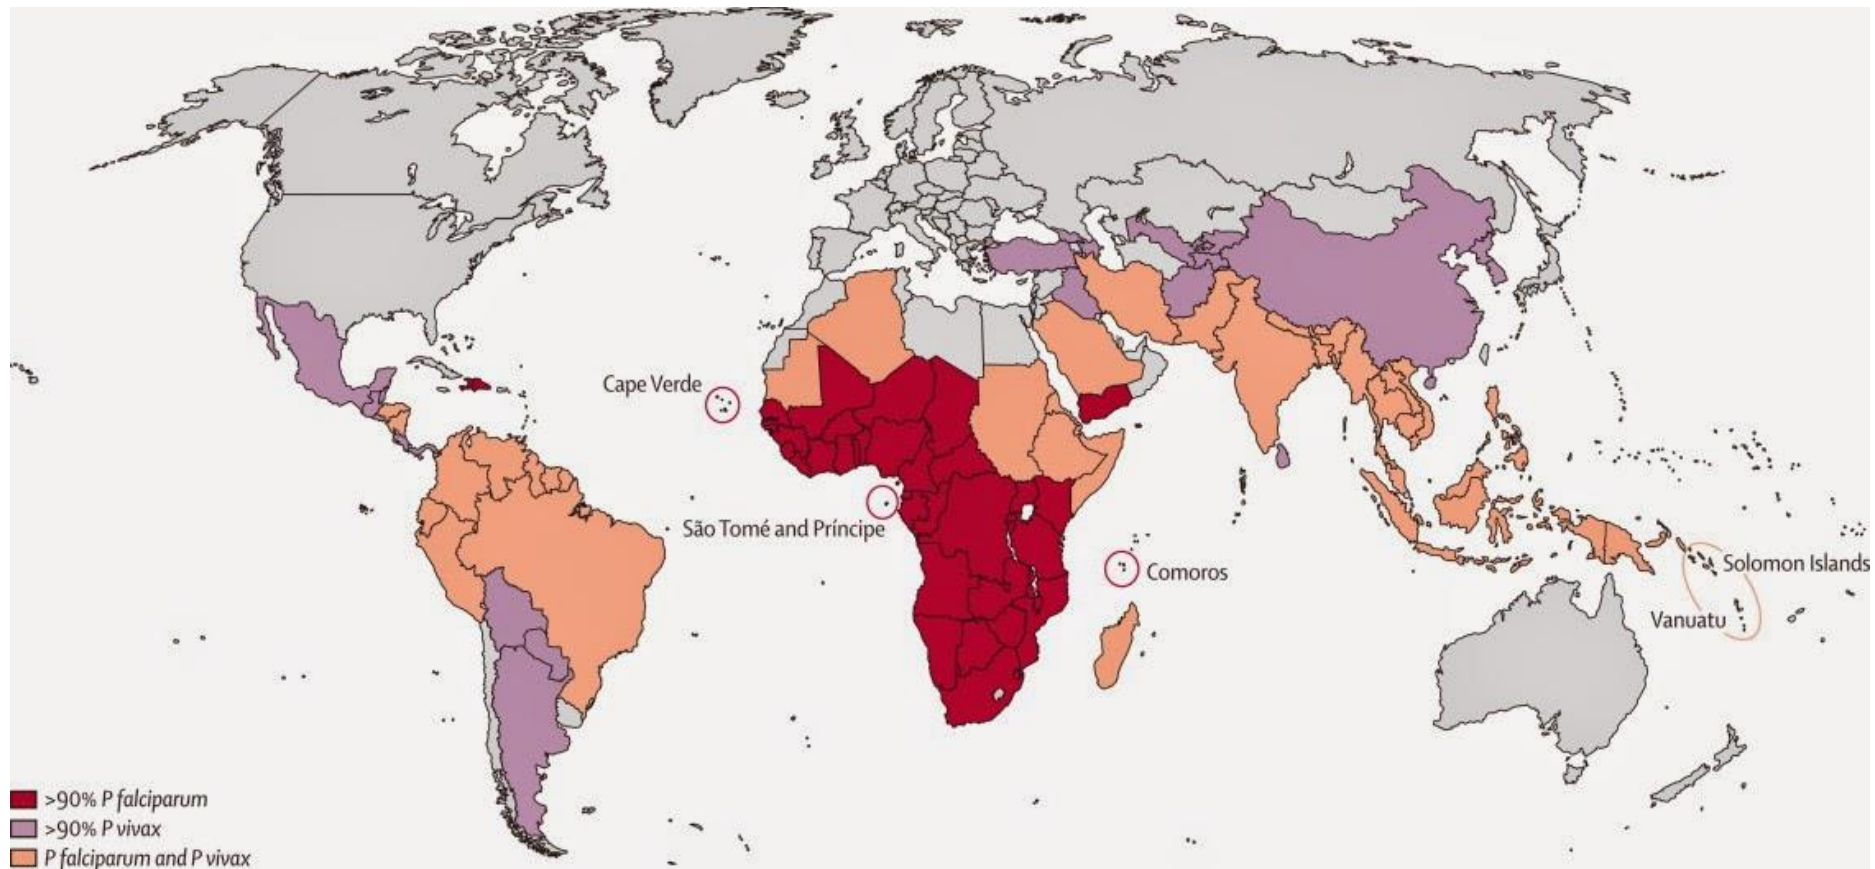 Cape Verde
São Tomé and Príncipe
Comoros
Solomon Islands
Vanuatu
>90% P falciparum
>90% P vivax
P falciparum and P vivax